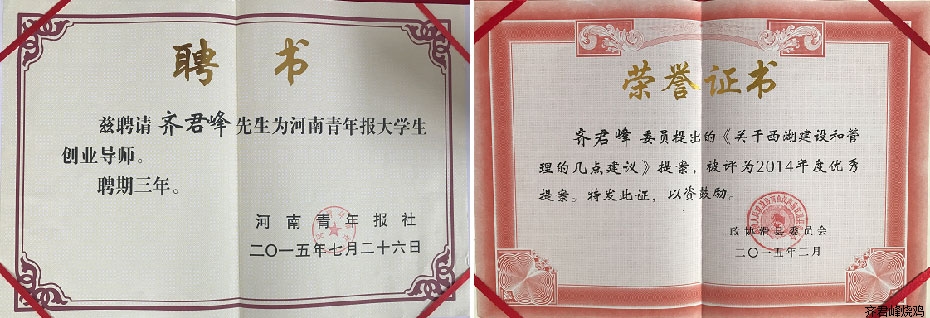 聘书
兹聘请 齐君峰 先生为河南青年报大学生
创业导师。
聘期三年。
河南青年报社
二〇一五年七月二十六日
荣誉证书
齐君峰 委员提出的《关于西湖建设和管
理的几点建议》提案，被评为2014年度优秀
提案。特发此证，以资鼓励。
政协滑县委员会
二〇一五年二月
齐君峰烧鸡